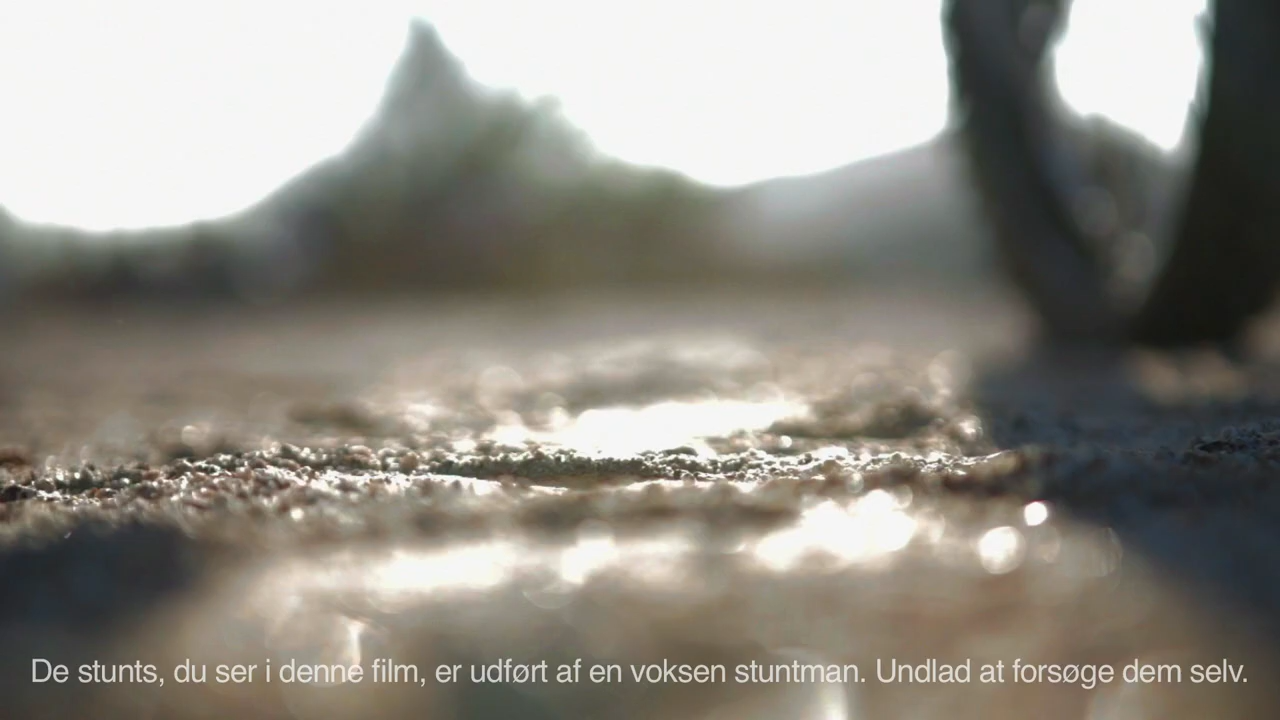 De stunts, du ser i denne film, er udført af en voksen stuntman. Undlad at forsøge dem selv.